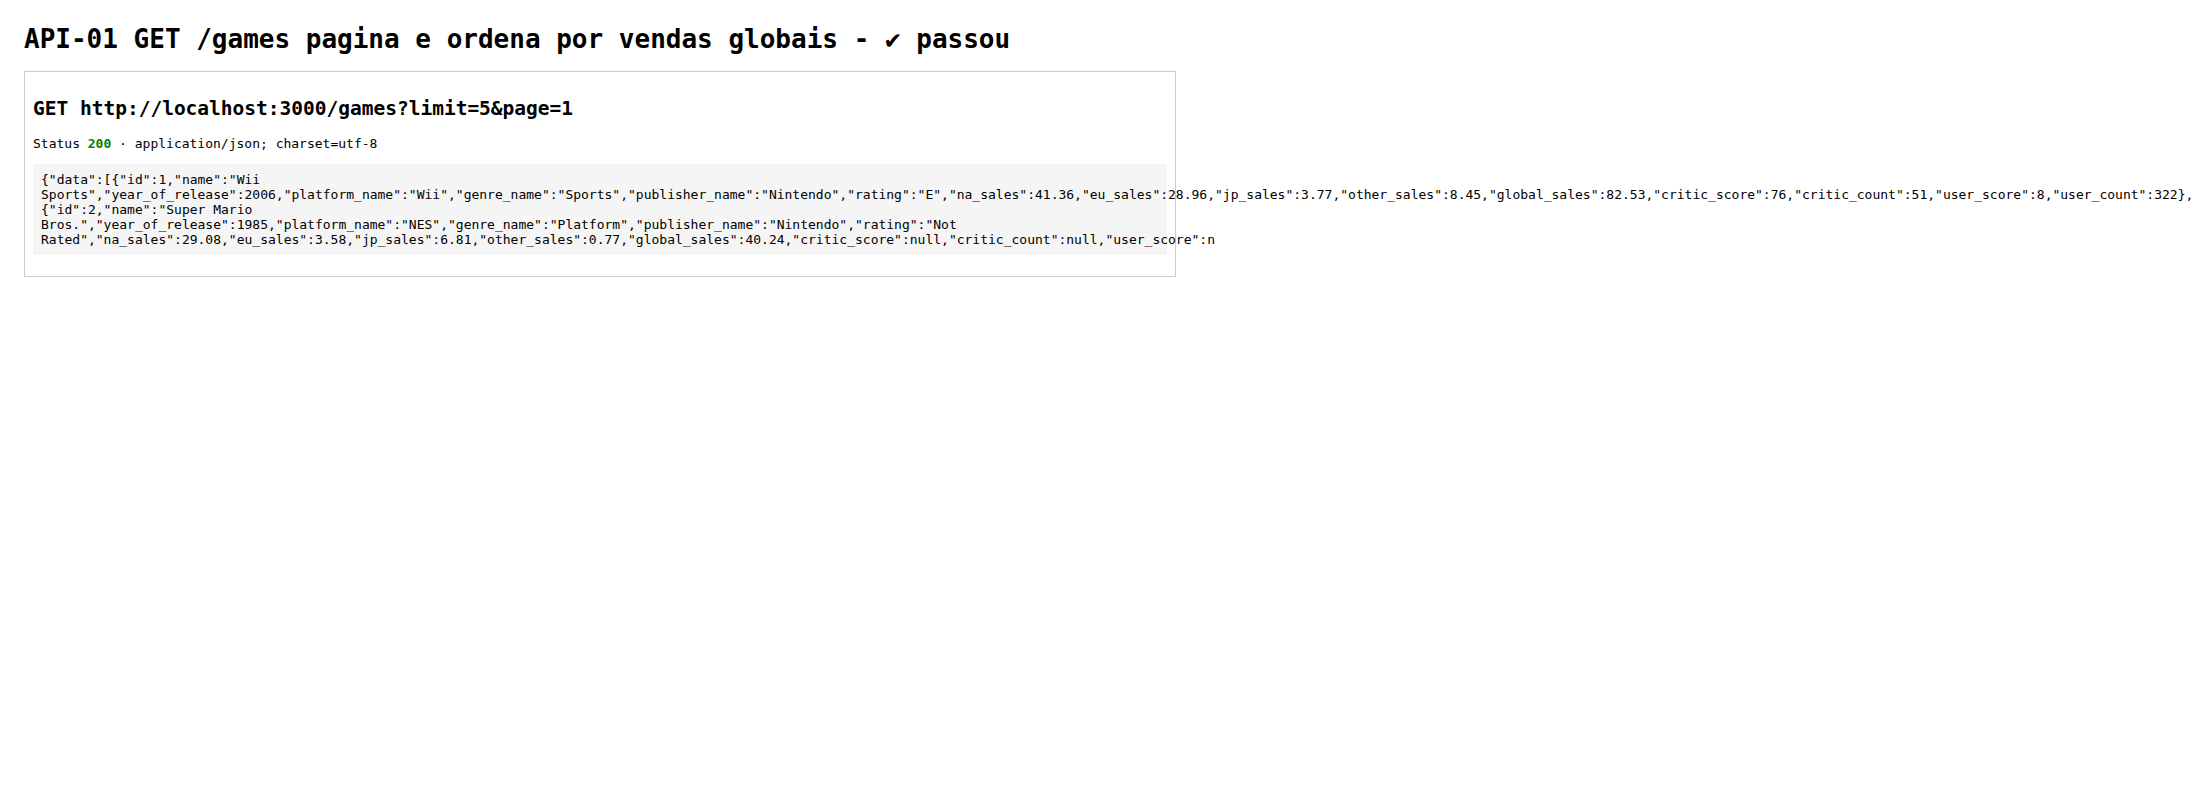 API-01 GET /games pagina e ordena por vendas globais - ✔ passou
GET http://localhost:3000/games?limit=5&page=1
Status 200 · application/json; charset=utf-8
{"data":[{"id":1,"name":"Wii
Sports","year_of_release":2006,"platform_name":"Wii","genre_name":"Sports","publisher_name":"Nintendo","rating":"E","na_sales":41.36,"eu_sales":28.96,"jp_sales":3.77,"other_sales":8.45,"global_sales":82.53,"critic_score":76,"critic_count":51,"user_score":8,"user_count":322},
{"id":2,"name":"Super Mario
Bros.","year_of_release":1985,"platform_name":"NES","genre_name":"Platform","publisher_name":"Nintendo","rating":"Not
Rated","na_sales":29.08,"eu_sales":3.58,"jp_sales":6.81,"other_sales":0.77,"global_sales":40.24,"critic_score":null,"critic_count":null,"user_score":n